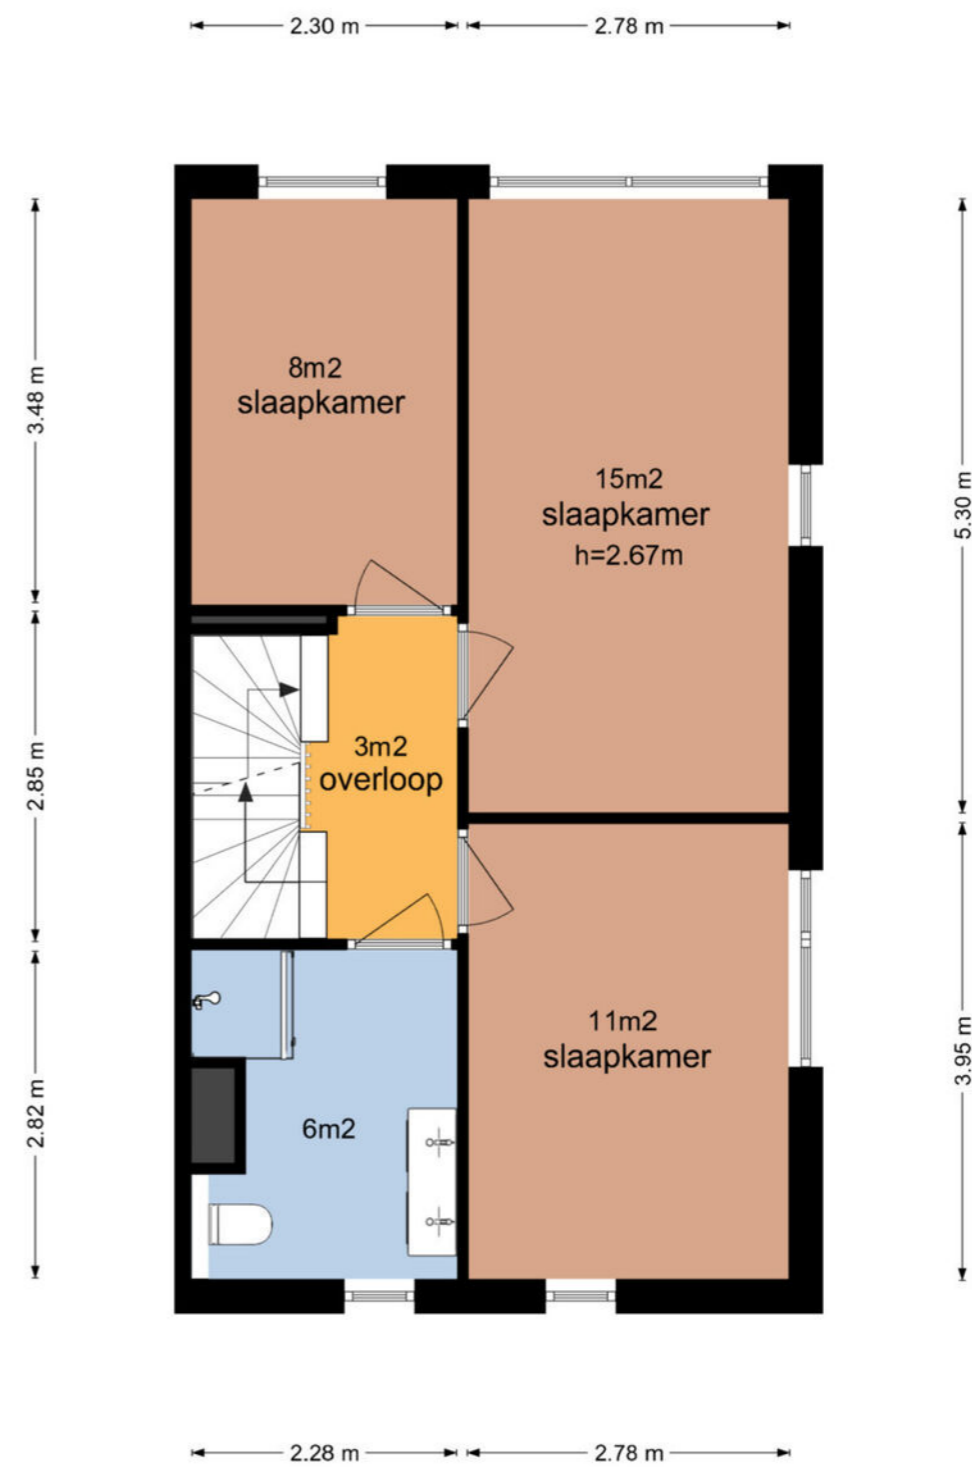 2.30 m
2.78 m
3.48 m
8m2
slaapkamer
15m2
slaapkamer
h=2.67m
5.30 m
2.85 m
3m2
overloop
11m2
slaapkamer
3.95 m
2.82 m
6m2
2.28 m
2.78 m